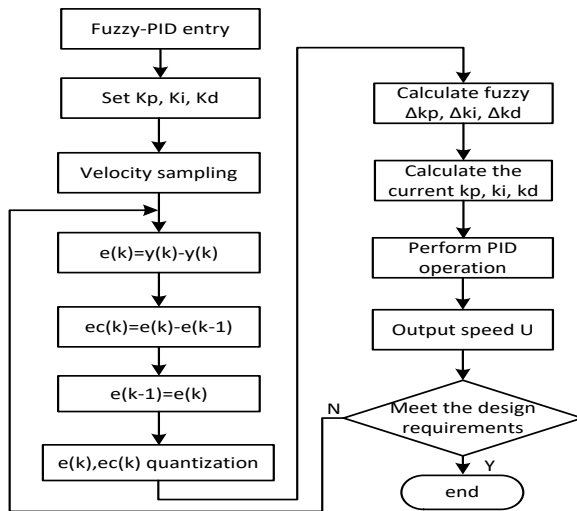 Fuzzy-PID entry
Set Kp, Ki, Kd
Velocity sampling
e(k)=y(k)-y(k)
ec(k)=e(k)-e(k-1)
e(k-1)=e(k)
e(k),ec(k) quantization
Calculate fuzzy
Δkp, Δki, Δkd
Calculate the
current kp, ki, kd
Perform PID
operation
Output speed U
N
Meet the design
requirements
Y
end